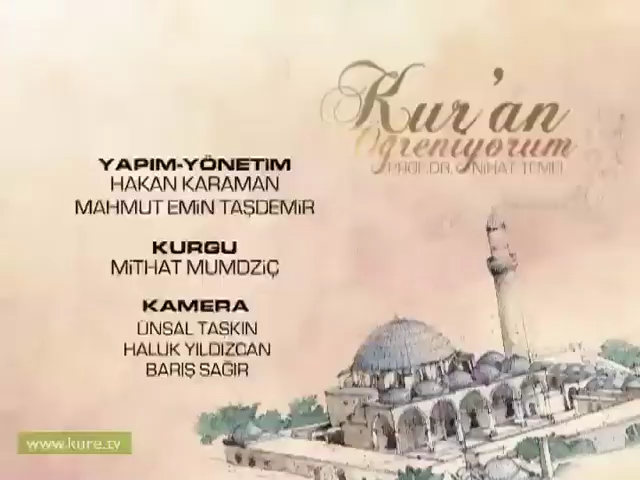 Kur'an
Öğreniyorum
PROF. DR. NİHAT TEMEL
YAPIM-YÖNETİM
HAKAN KARAMAN
MAHMUT EMİN TAŞDEMİR
KURGU
MİTHAT MUMDZİÇ
KAMERA
ÜNSAL TAŞKIN
HALUK YILDIZCAN
BARIŞ SAĞIR
www.kure.tv